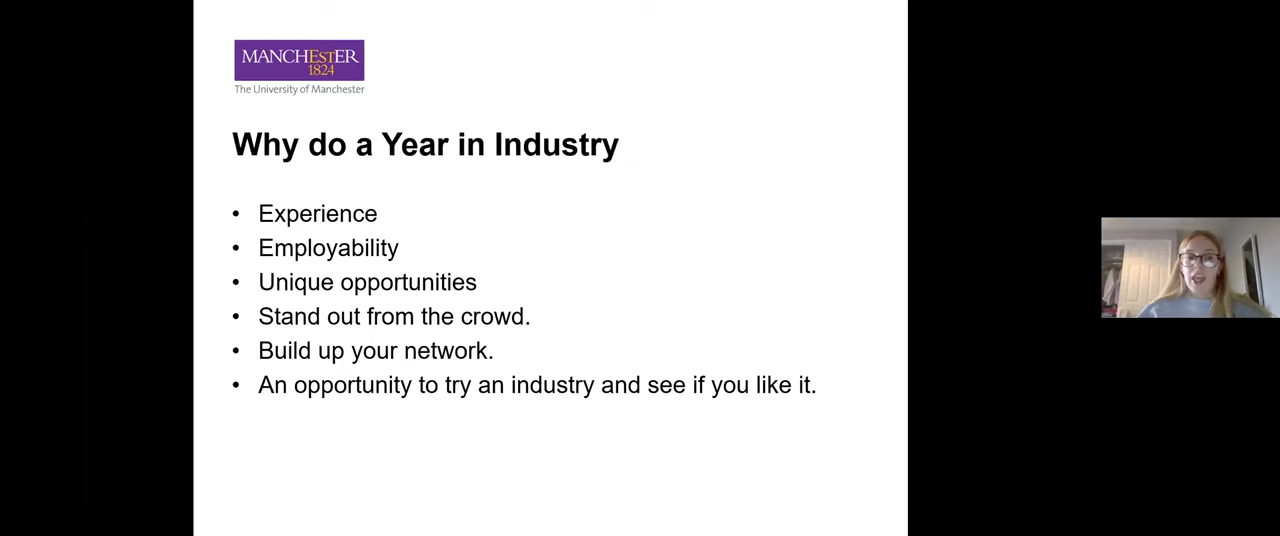 MANCHESTER
1824
The University of Manchester
Why do a Year in Industry
• Experience
• Employability
• Unique opportunities
• Stand out from the crowd.
• Build up your network.
• An opportunity to try an industry and see if you like it.